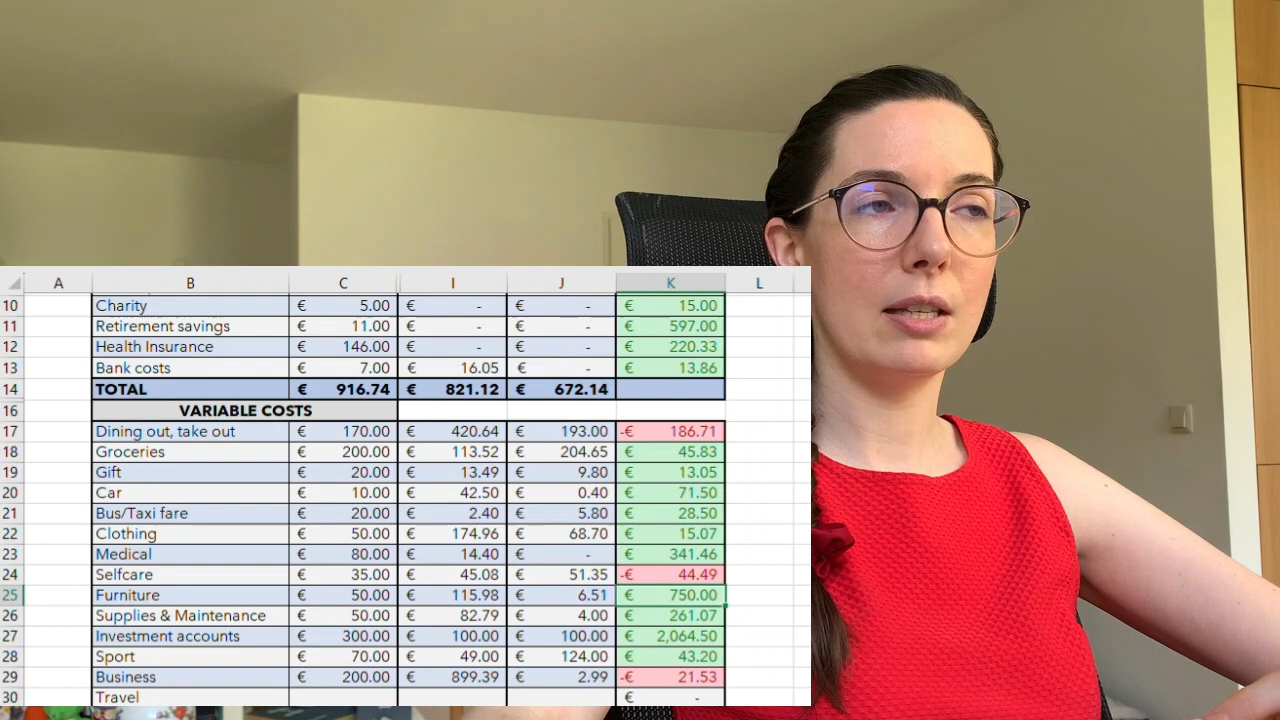 A B C I J K L
10 Charity € 5.00 € - € - € 15.00
11 Retirement savings € 11.00 € - € - € 597.00
12 Health Insurance € 146.00 € - € - € 220.33
13 Bank costs € 7.00 € 16.05 € - € 13.86
14 TOTAL € 916.74 € 821.12 € 672.14
16 VARIABLE COSTS
17 Dining out, take out € 170.00 € 420.64 € 193.00 -€ 186.71
18 Groceries € 200.00 € 113.52 € 204.65 € 45.83
19 Gift € 20.00 € 13.49 € 9.80 € 13.05
20 Car € 10.00 € 42.50 € 0.40 € 71.50
21 Bus/Taxi fare € 20.00 € 2.40 € 5.80 € 28.50
22 Clothing € 50.00 € 174.96 € 68.70 € 15.07
23 Medical € 80.00 € 14.40 € - € 341.46
24 Selfcare € 35.00 € 45.08 € 51.35 -€ 44.49
25 Furniture € 50.00 € 115.98 € 6.51 € 750.00
26 Supplies & Maintenance € 50.00 € 82.79 € 4.00 € 261.07
27 Investment accounts € 300.00 € 100.00 € 100.00 € 2,064.50
28 Sport € 70.00 € 49.00 € 124.00 € 43.20
29 Business € 200.00 € 899.39 € 2.99 -€ 21.53
30 Travel € -